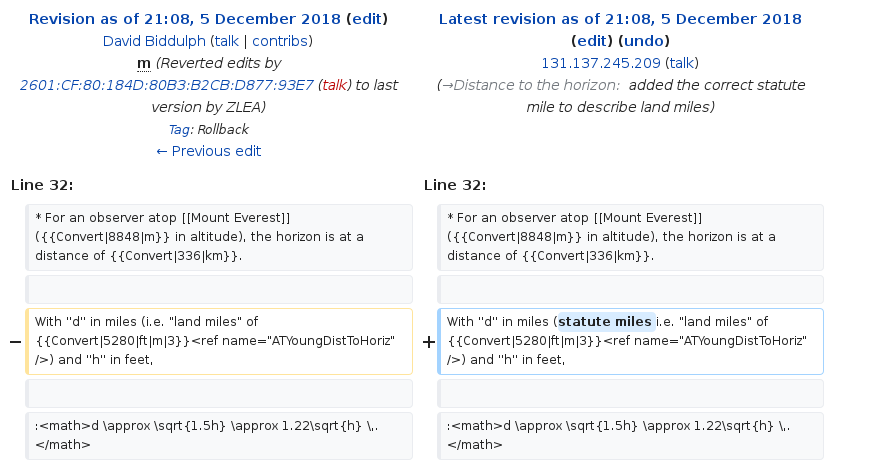 Revision as of 21:08, 5 December 2018 (edit)
David Biddulph (talk | contribs)
m (Reverted edits by
2601:CF:80:184D:80B3:B2CB:D877:93E7 (talk) to last
version by ZLEA)
Tag: Rollback
← Previous edit
Latest revision as of 21:08, 5 December 2018
(edit) (undo)
131.137.245.209 (talk)
(→Distance to the horizon: added the correct statute
mile to describe land miles)
Line 32:
Line 32:
* For an observer atop [[Mount Everest]]
({{Convert|8848|m}} in altitude), the horizon is at a
distance of {{Convert|336|km}}.
* For an observer atop [[Mount Everest]]
({{Convert|8848|m}} in altitude), the horizon is at a
distance of {{Convert|336|km}}.
− With ''d'' in miles (i.e. "land miles" of
{{Convert|5280|ft|m|3}}<ref name="ATYoungDistToHoriz"
/>) and ''h'' in feet,
+ With ''d'' in miles (statute miles i.e. "land miles" of
{{Convert|5280|ft|m|3}}<ref name="ATYoungDistToHoriz"
/>) and ''h'' in feet,
:<math>d \approx \sqrt{1.5h} \approx 1.22\sqrt{h} \,.
</math>
:<math>d \approx \sqrt{1.5h} \approx 1.22\sqrt{h} \,.
</math>